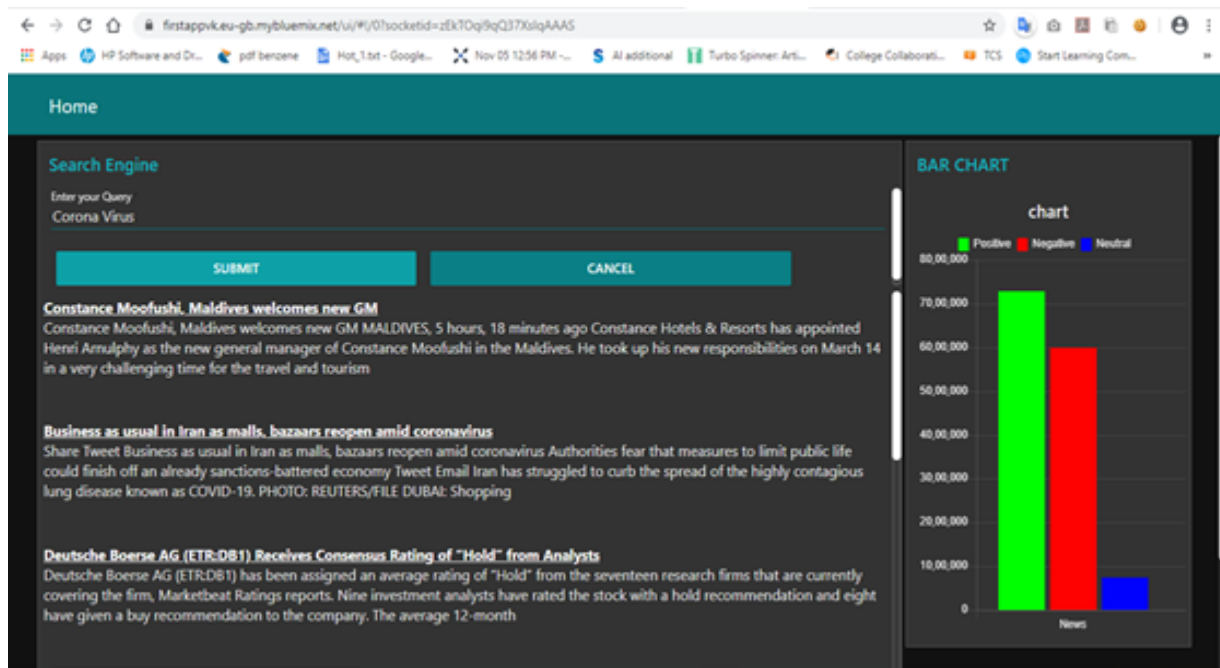 firstappvk.eu-gb.mybluemix.net/ui/#!/0?socketid=zEkTOqi9qQ37XslqAAAS
Apps HP Software and Dr... pdf benzene Hot_1.txt - Google... Nov 05 12:56 PM -... AI additional Turbo Spinner: Arti... College Collaborati... TCS Start Learning Com... »
Home
Search Engine
Enter your Query
Corona Virus
SUBMIT CANCEL
Constance Moofushi, Maldives welcomes new GM
Constance Moofushi, Maldives welcomes new GM MALDIVES, 5 hours, 18 minutes ago Constance Hotels & Resorts has appointed
Henri Arnulphy as the new general manager of Constance Moofushi in the Maldives. He took up his new responsibilities on March 14
in a very challenging time for the travel and tourism
Business as usual in Iran as malls, bazaars reopen amid coronavirus
Share Tweet Business as usual in Iran as malls, bazaars reopen amid coronavirus Authorities fear that measures to limit public life
could finish off an already sanctions-battered economy Tweet Email Iran has struggled to curb the spread of the highly contagious
lung disease known as COVID-19. PHOTO: REUTERS/FILE DUBAI: Shopping
Deutsche Boerse AG (ETR:DB1) Receives Consensus Rating of "Hold" from Analysts
Deutsche Boerse AG (ETR:DB1) has been assigned an average rating of "Hold" from the seventeen research firms that are currently
covering the firm, Marketbeat Ratings reports. Nine investment analysts have rated the stock with a hold recommendation and eight
have given a buy recommendation to the company. The average 12-month
BAR CHART
chart
Positive Negative Neutral
80,00,000
70,00,000
60,00,000
50,00,000
40,00,000
30,00,000
20,00,000
10,00,000
0
News